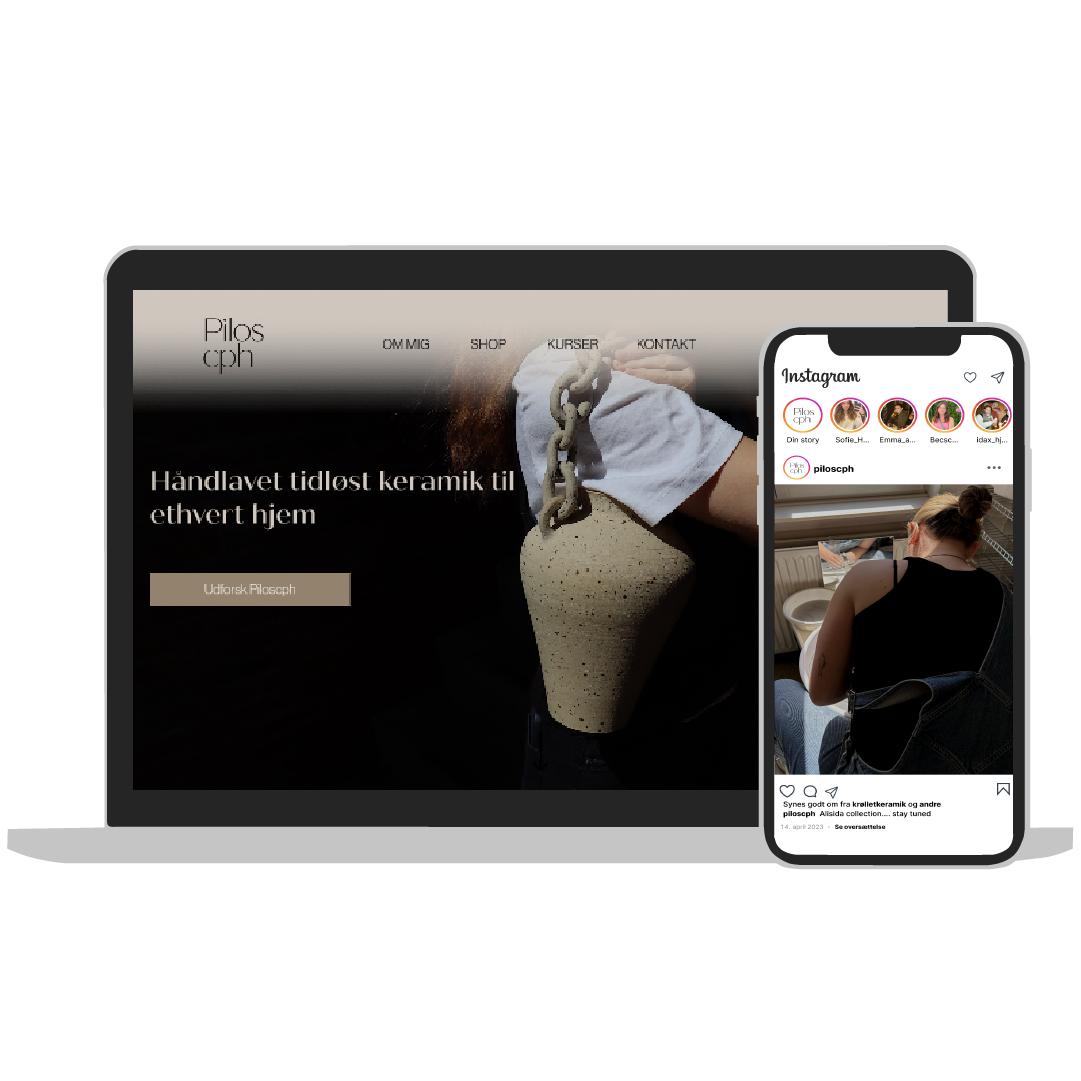 Pilos
cph
OM MIG SHOP KURSER KONTAKT
Håndlavet tidløst keramik til
ethvert hjem
Udforsk Piloscph
Instagram
Pilos
cph
Din story Sofie_H... Emma_a... Becsc... idax_hj...
Pilos
cph
piloscph
Synes godt om fra krølletkeramik og andre
piloscph Alisida collection.... stay tuned
14. april 2023 • Se oversættelse